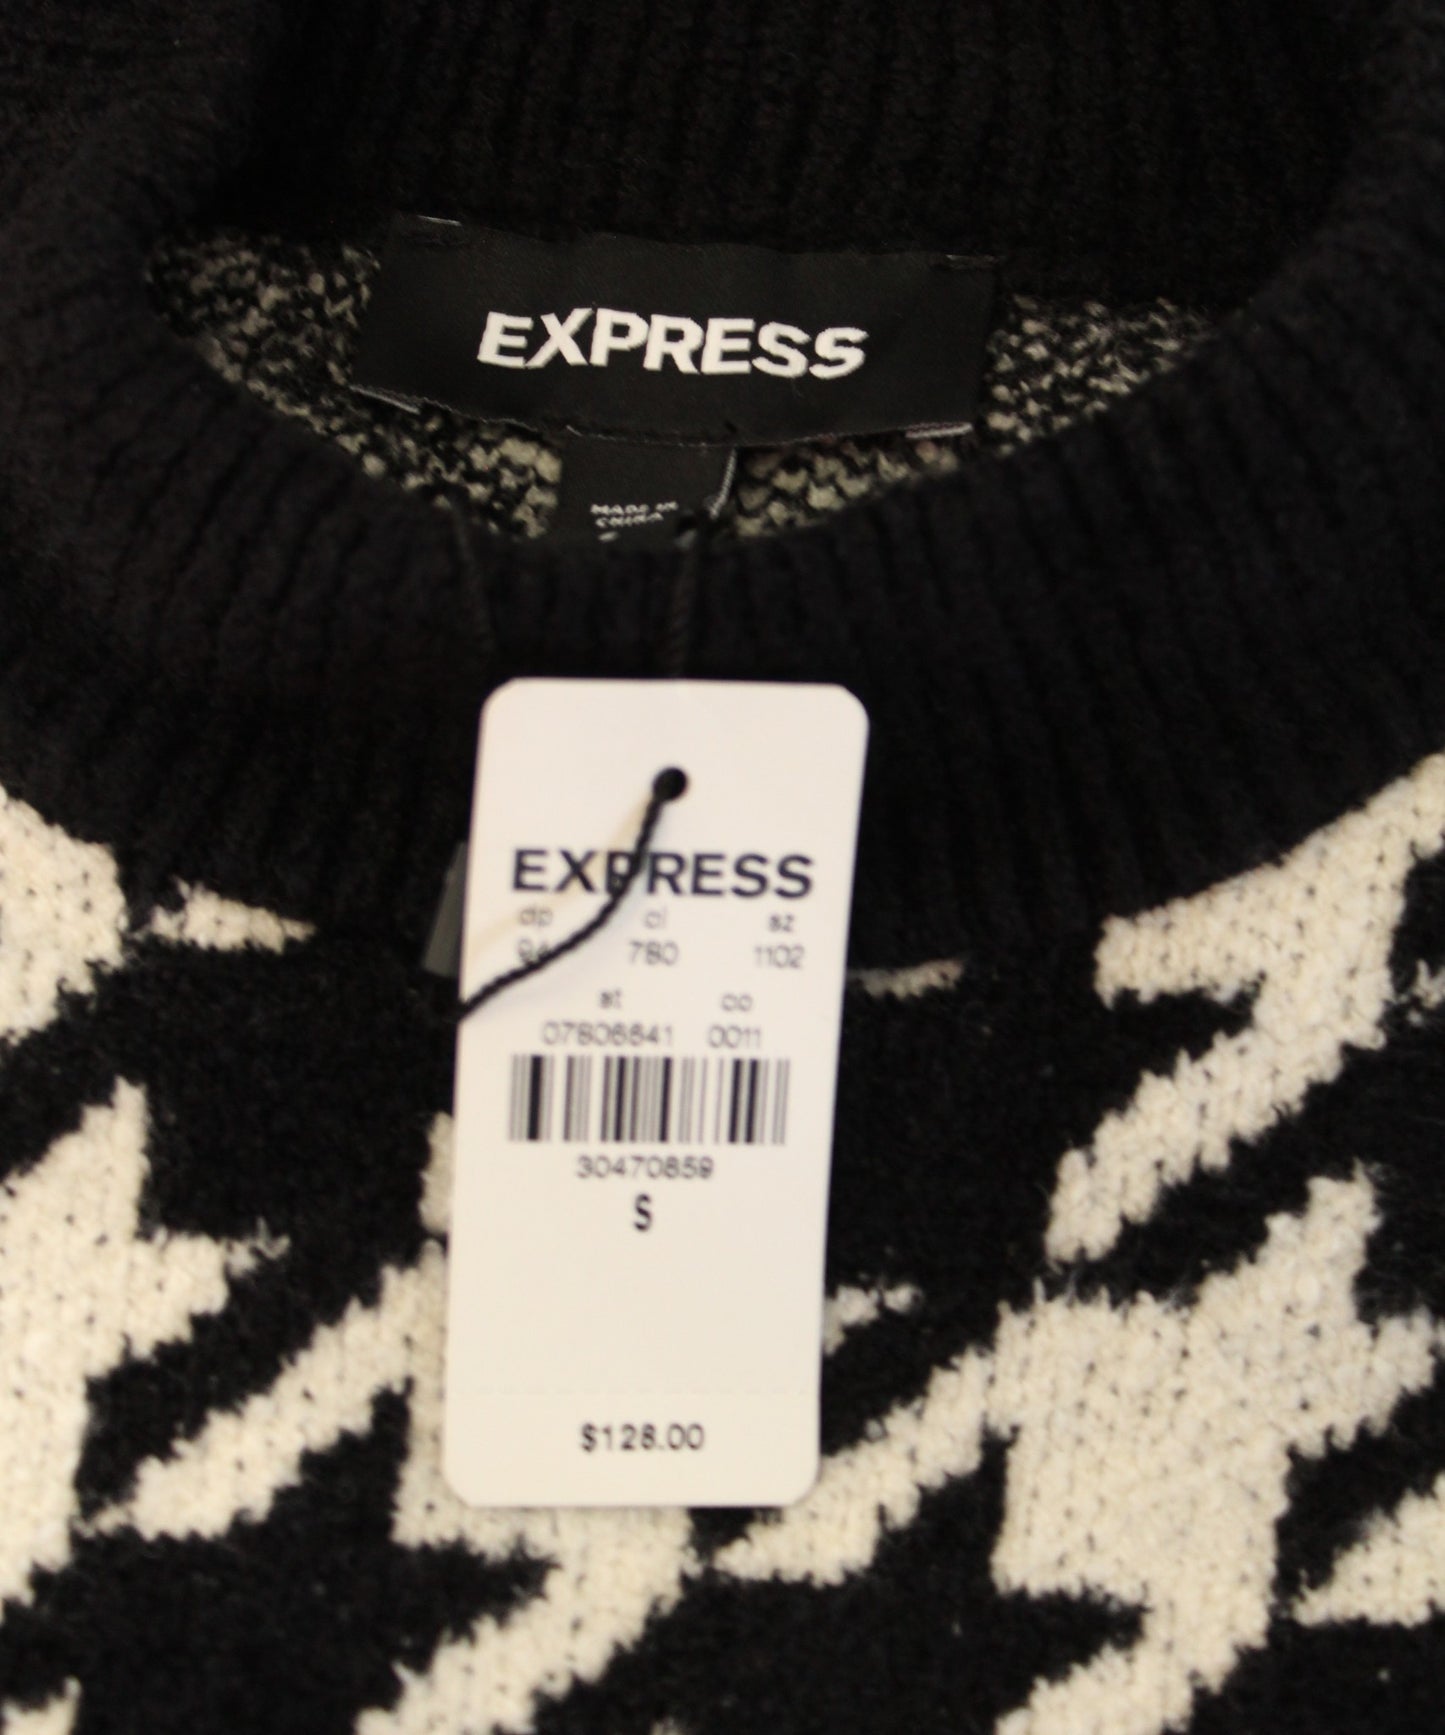 EXPRESS
MADE IN
CHINA
EXPRESS
dp cl sz
780 1102
st co
07806641 0011
30470859
S
$128.00